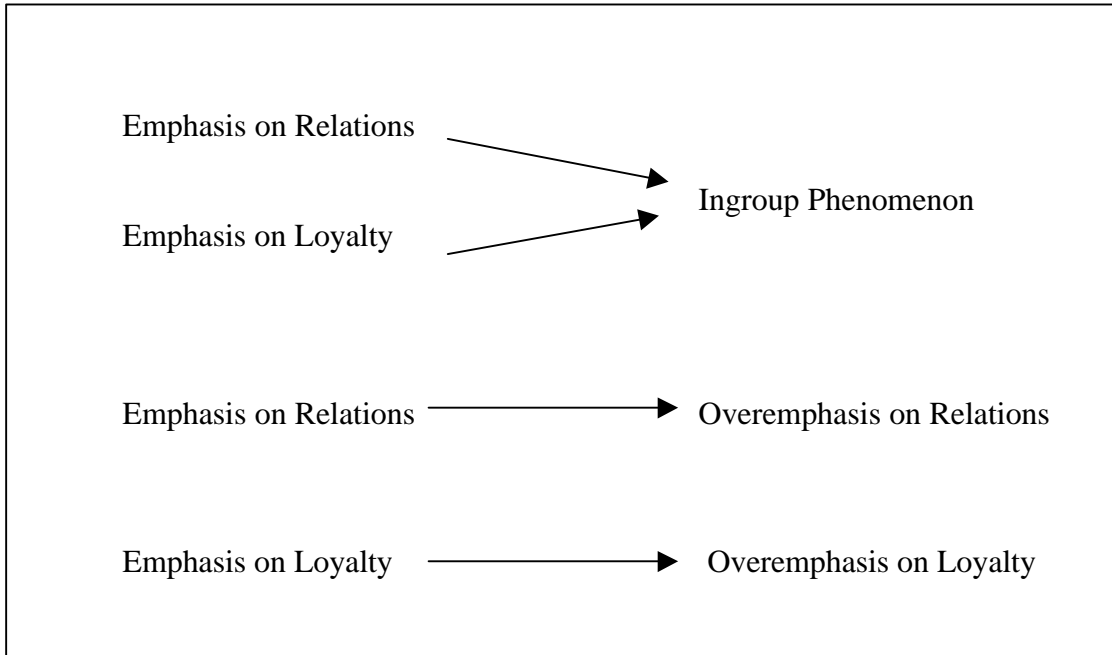 Emphasis on Relations
Ingroup Phenomenon
Emphasis on Loyalty
Emphasis on Relations Overemphasis on Relations
Emphasis on Loyalty Overemphasis on Loyalty